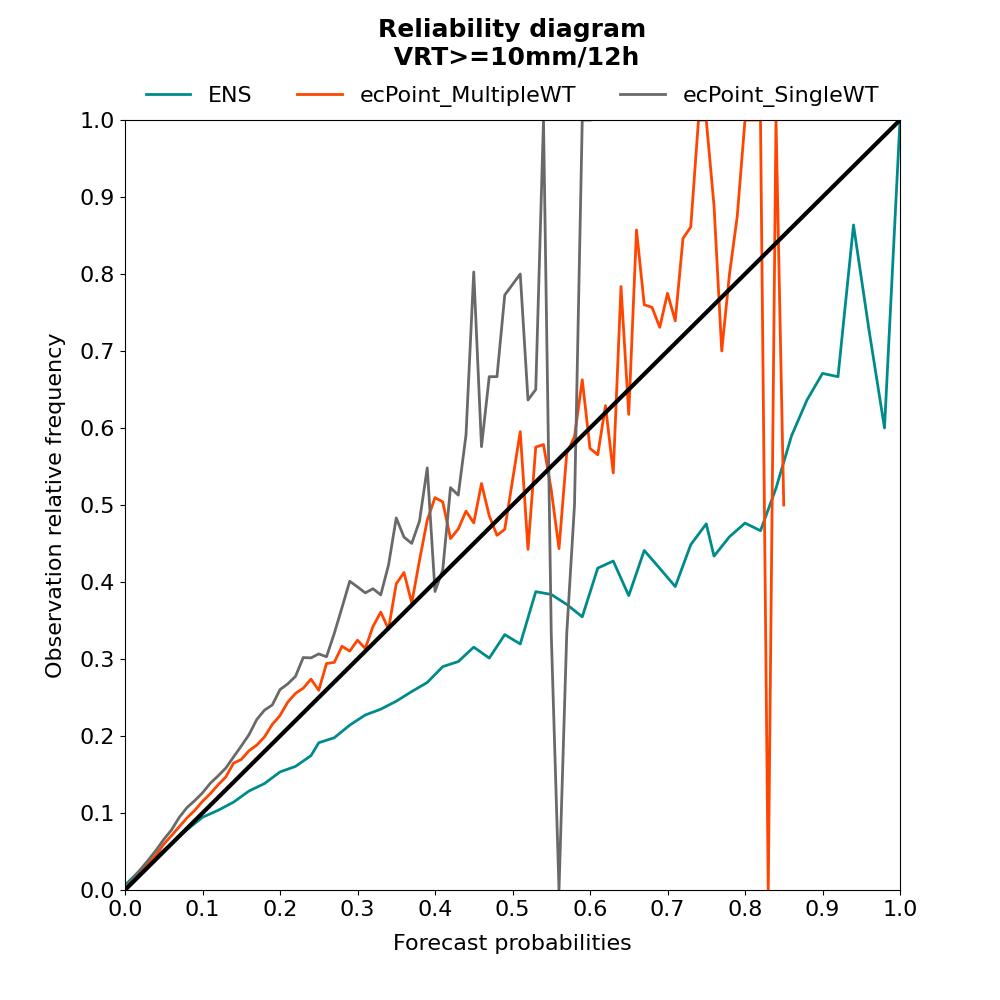 Reliability diagram
VRT>=10mm/12h
ENS ecPoint_MultipleWT ecPoint_SingleWT
1.0
0.9
0.8
0.7
0.6
0.5
0.4
0.3
0.2
0.1
0.0
Observation relative frequency
0.0 0.1 0.2 0.3 0.4 0.5 0.6 0.7 0.8 0.9 1.0
Forecast probabilities